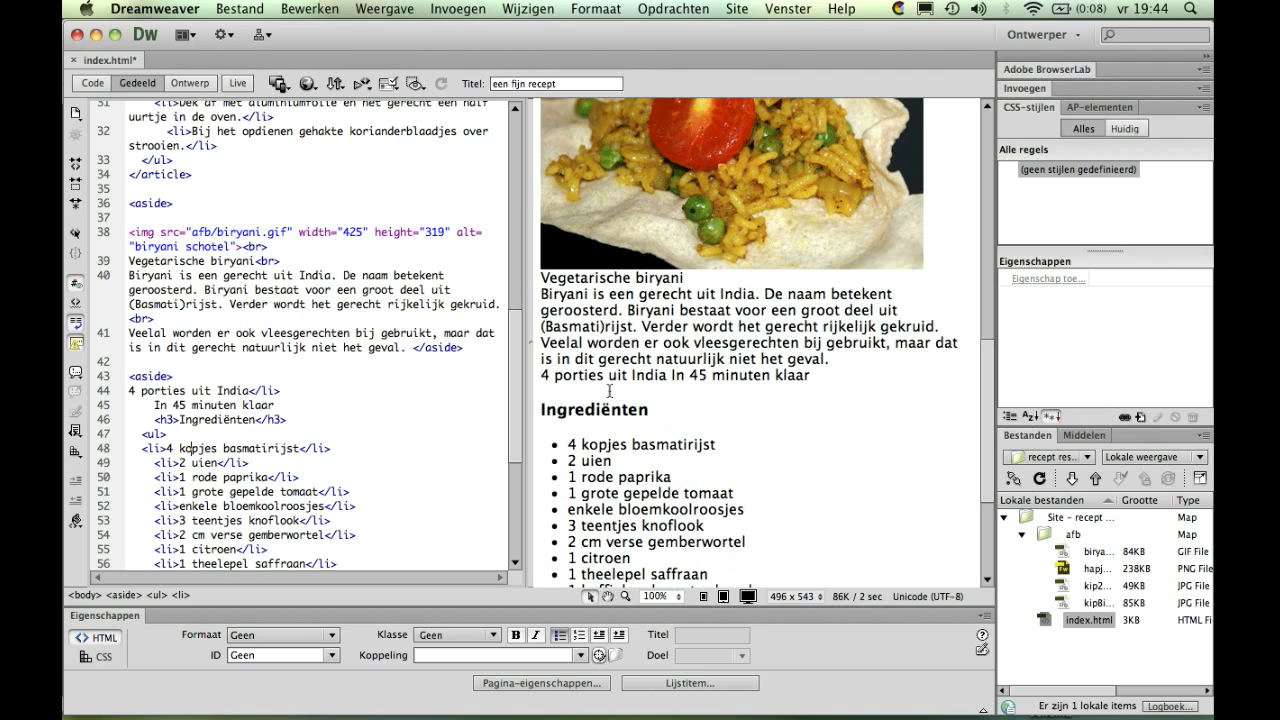 Dreamweaver Bestand Bewerken Weergave Invoegen Wijzigen Formaat Opdrachten Site Venster Help (0:08) vr 19:44
Dw Ontwerper
index.html*
Code Gedeeld Ontwerp Live Titel: een fijn recept
31 <li>Dek af met aluminiumfolie en het gerecht een half
uurtje in de oven.</li>
32 <li>Bij het opdienen gehakte korianderblaadjes over
strooien.</li>
33 </ul>
34 </article>
35
36 <aside>
37
38 <img src="afb/biryani.gif" width="425" height="319" alt=
"biryani schotel"><br>
39 Vegetarische biryani<br>
40 Biryani is een gerecht uit India. De naam betekent
geroosterd. Biryani bestaat voor een groot deel uit
(Basmati)rijst. Verder wordt het gerecht rijkelijk gekruid.
<br>
41 Veelal worden er ook vleesgerechten bij gebruikt, maar dat
is in dit gerecht natuurlijk niet het geval. </aside>
42
43 <aside>
44 4 porties uit India</li>
45 In 45 minuten klaar
46 <h3>Ingrediënten</h3>
47 <ul>
48 <li>4 kopjes basmatirijst</li>
49 <li>2 uien</li>
50 <li>1 rode paprika</li>
51 <li>1 grote gepelde tomaat</li>
52 <li>enkele bloemkoolroosjes</li>
53 <li>3 teentjes knoflook</li>
54 <li>2 cm verse gemberwortel</li>
55 <li>1 citroen</li>
56 <li>1 theelepel saffraan</li>
Vegetarische biryani
Biryani is een gerecht uit India. De naam betekent
geroosterd. Biryani bestaat voor een groot deel uit
(Basmati)rijst. Verder wordt het gerecht rijkelijk gekruid.
Veelal worden er ook vleesgerechten bij gebruikt, maar dat
is in dit gerecht natuurlijk niet het geval.
4 porties uit India In 45 minuten klaar
Ingrediënten
4 kopjes basmatirijst
2 uien
1 rode paprika
1 grote gepelde tomaat
enkele bloemkoolroosjes
3 teentjes knoflook
2 cm verse gemberwortel
1 citroen
1 theelepel saffraan
<body> <aside> <ul> <li> 100% 496 x 543 86K / 2 sec Unicode (UTF-8)
Eigenschappen
HTML Formaat Geen Klasse Geen B I Titel
CSS ID Geen Koppeling Doel
Pagina-eigenschappen... Lijstitem...
Adobe BrowserLab
Invoegen
CSS-stijlen AP-elementen
Alles Huidig
Alle regels
(geen stijlen gedefinieerd)
Eigenschappen
Eigenschap toe...
Bestanden Middelen
recept res... Lokale weergave
Lokale bestanden Grootte Type
Site - recept ... Map
afb Map
birya... 84KB GIF File
hapj... 238KB PNG File
kip2... 49KB JPG File
kip8i... 85KB JPG File
index.html 3KB HTML Fi
Er zijn 1 lokale items Logboek...